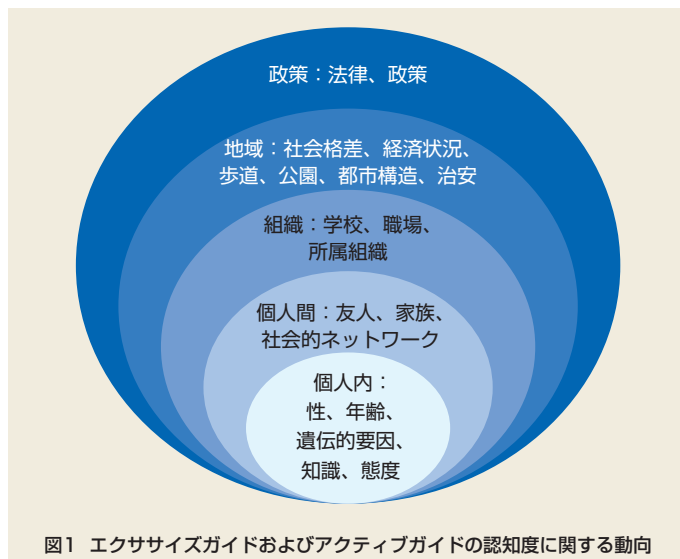 政策：法律、政策
地域：社会格差、経済状況、
歩道、公園、都市構造、治安
組織：学校、職場、
所属組織
個人間：友人、家族、
社会的ネットワーク
個人内：
性、年齢、
遺伝的要因、
知識、態度
図1 エクササイズガイドおよびアクティブガイドの認知度に関する動向